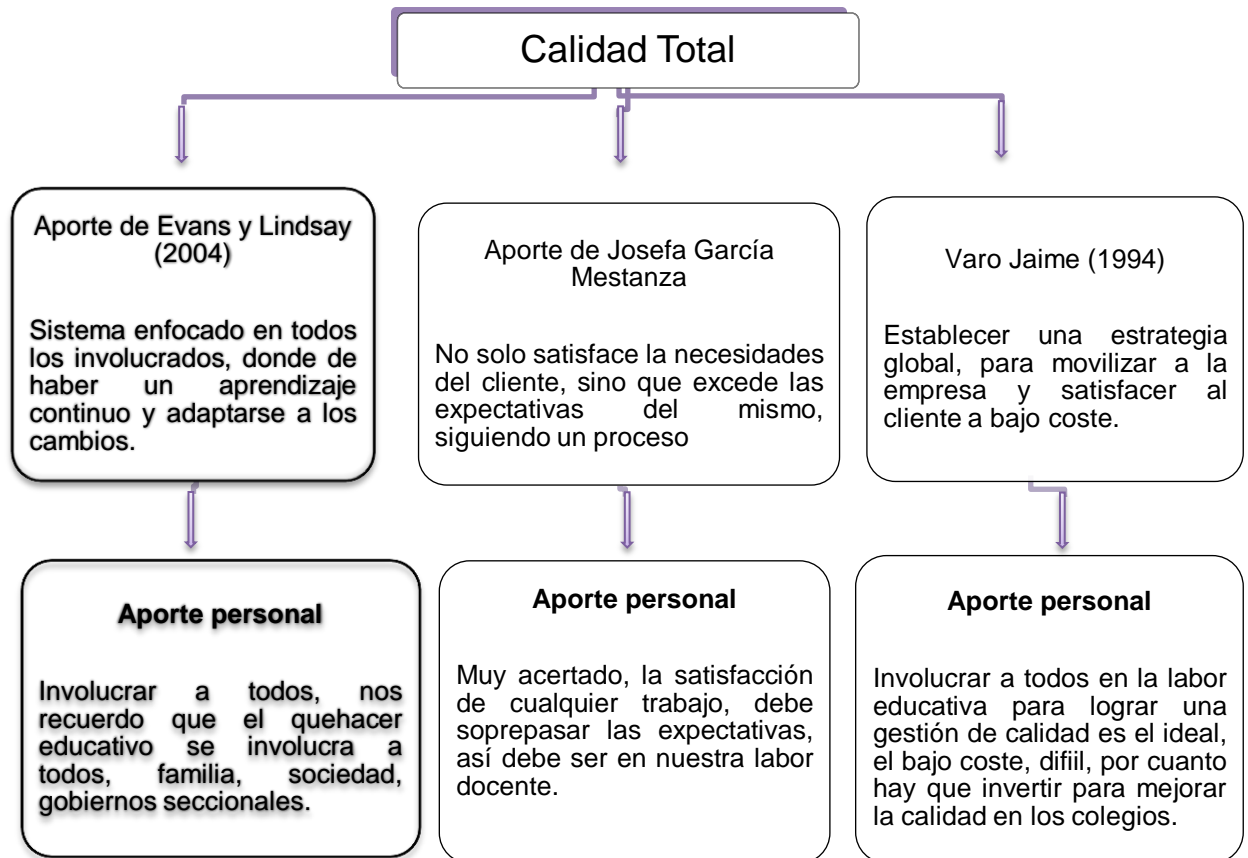 Calidad Total
Aporte de Evans y Lindsay
(2004)
Sistema enfocado en todos
los involucrados, donde de
haber un aprendizaje
continuo y adaptarse a los
cambios.
Aporte de Josefa García
Mestanza
No solo satisface la necesidades
del cliente, sino que excede las
expectativas del mismo,
siguiendo un proceso
Varo Jaime (1994)
Establecer una estrategia
global, para movilizar a la
empresa y satisfacer al
cliente a bajo coste.
Aporte personal
Involucrar a todos, nos
recuerdo que el quehacer
educativo se involucra a
todos, familia, sociedad,
gobiernos seccionales.
Aporte personal
Muy acertado, la satisfacción
de cualquier trabajo, debe
soprepasar las expectativas,
así debe ser en nuestra labor
docente.
Aporte personal
Involucrar a todos en la labor
educativa para lograr una
gestión de calidad es el ideal,
el bajo coste, difiil, por cuanto
hay que invertir para mejorar
la calidad en los colegios.